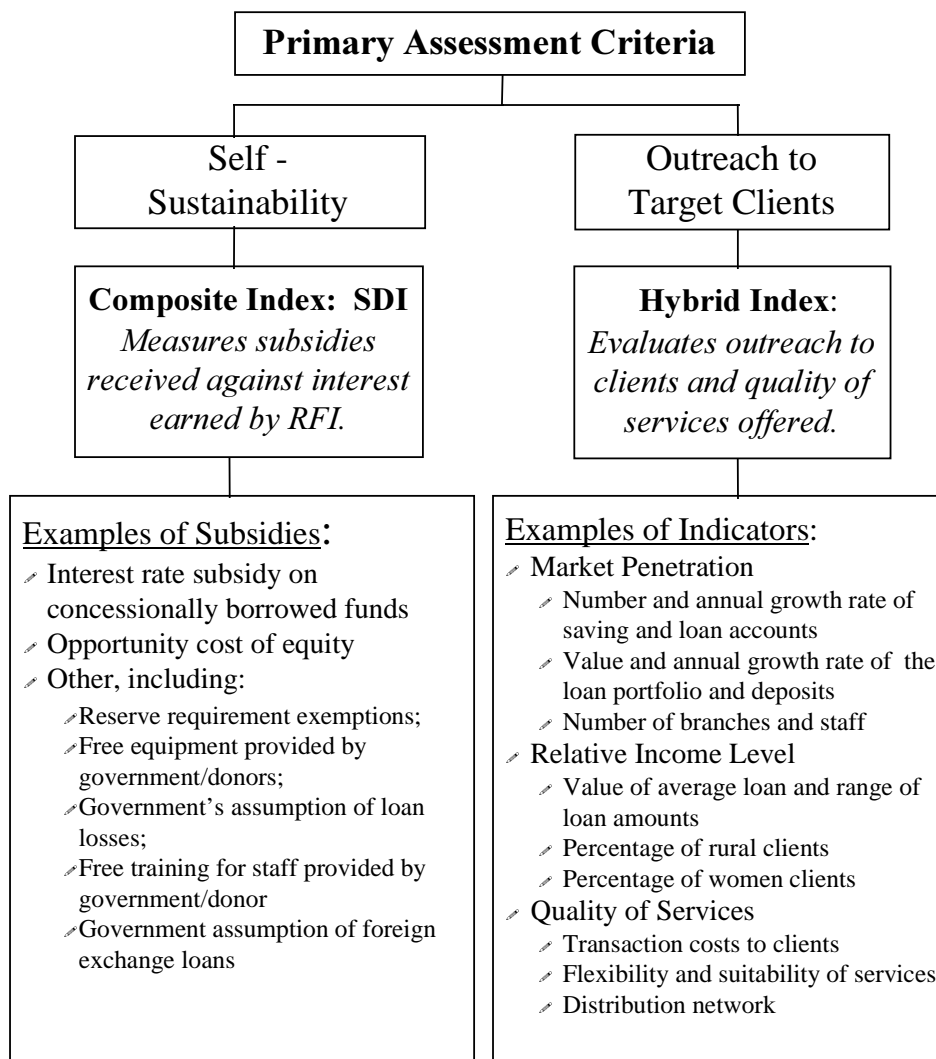 Primary Assessment Criteria
Self -
Sustainability
Composite Index: SDI
Measures subsidies
received against interest
earned by RFI.
Examples of Subsidies:
Interest rate subsidy on
concessionally borrowed funds
Opportunity cost of equity
Other, including:
Reserve requirement exemptions;
Free equipment provided by
government/donors;
Government’s assumption of loan
losses;
Free training for staff provided by
government/donor
Government assumption of foreign
exchange loans
Outreach to
Target Clients
Hybrid Index:
Evaluates outreach to
clients and quality of
services offered.
Examples of Indicators:
Market Penetration
Number and annual growth rate of
saving and loan accounts
Value and annual growth rate of the
loan portfolio and deposits
Number of branches and staff
Relative Income Level
Value of average loan and range of
loan amounts
Percentage of rural clients
Percentage of women clients
Quality of Services
Transaction costs to clients
Flexibility and suitability of services
Distribution network